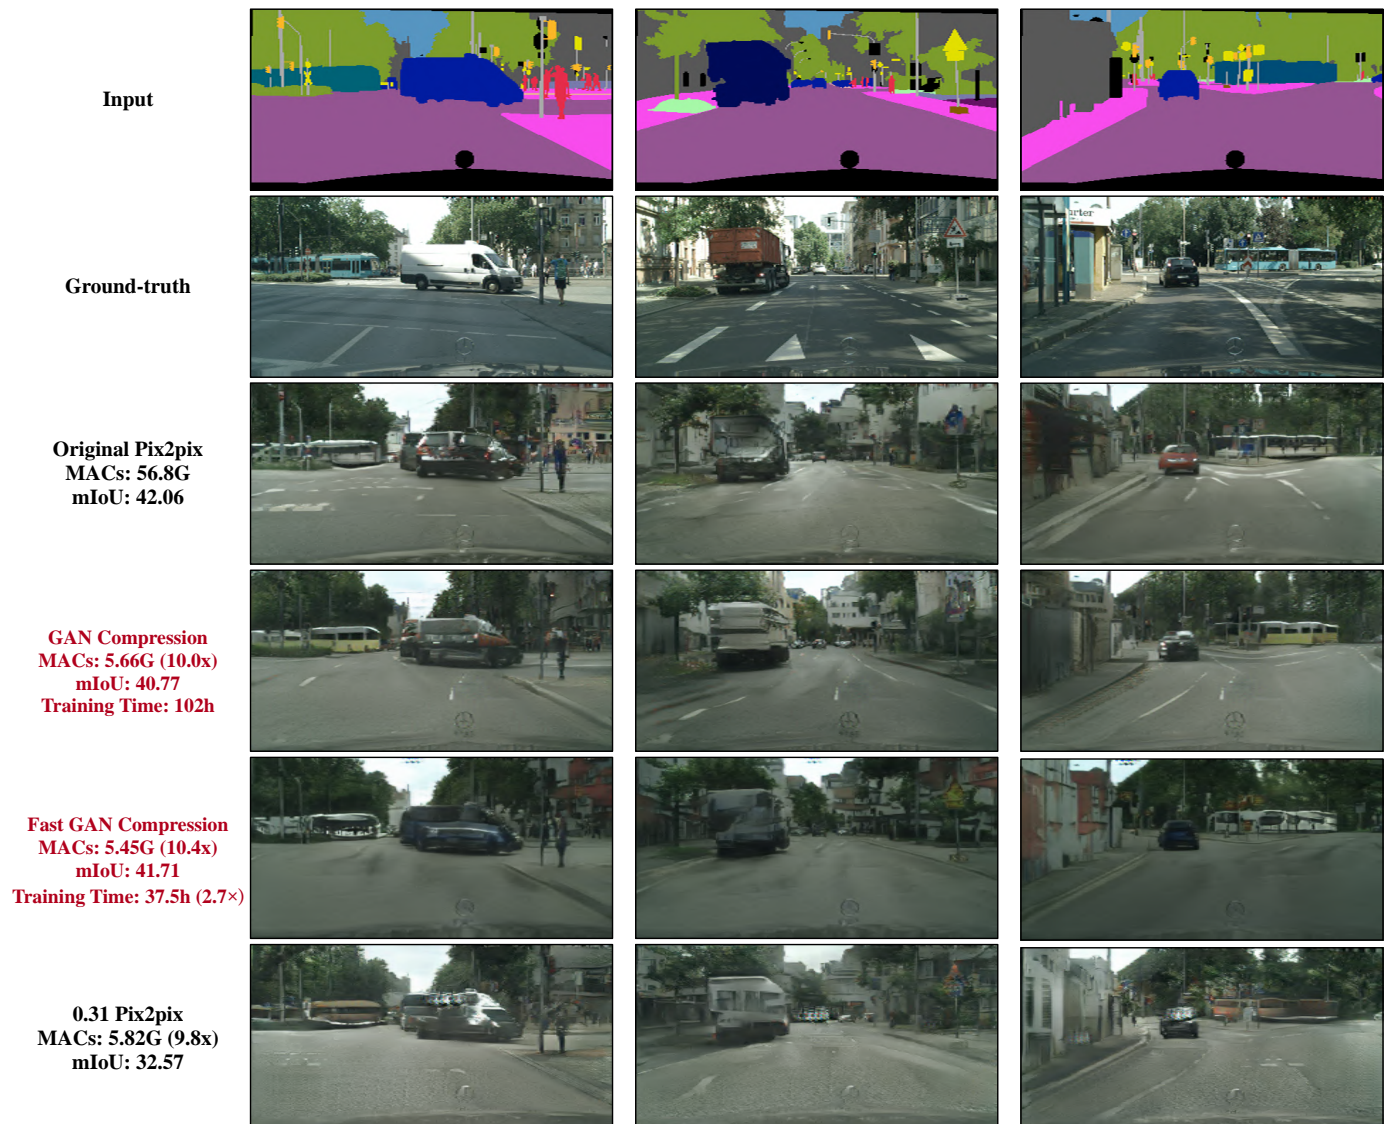 Input
Ground-truth
Original Pix2pix
MACs: 56.8G
mIoU: 42.06
GAN Compression
MACs: 5.66G (10.0x)
mIoU: 40.77
Training Time: 102h
Fast GAN Compression
MACs: 5.45G (10.4x)
mIoU: 41.71
Training Time: 37.5h (2.7×)
0.31 Pix2pix
MACs: 5.82G (9.8x)
mIoU: 32.57